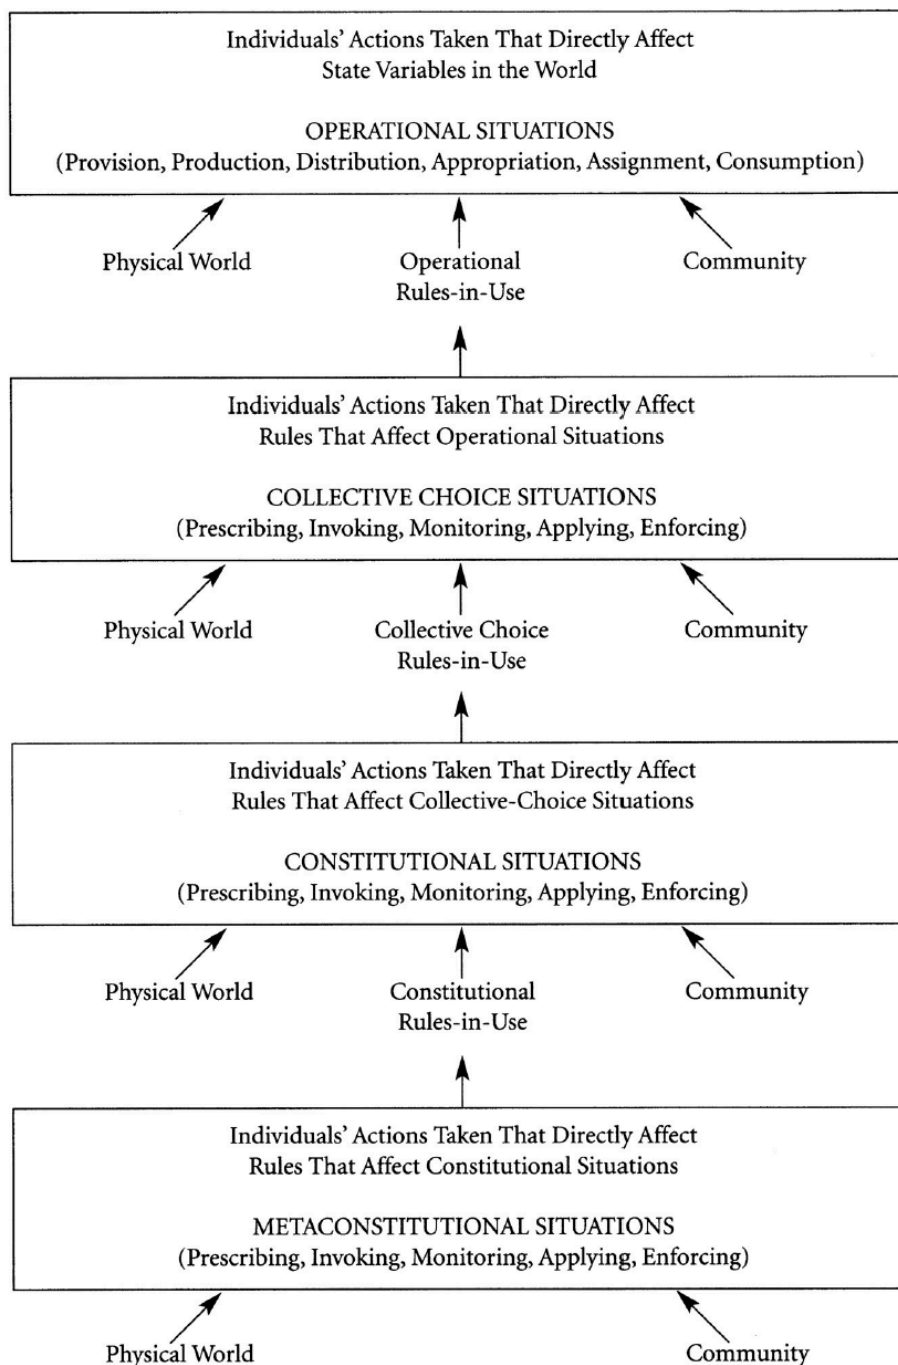 Individuals' Actions Taken That Directly Affect
State Variables in the World
OPERATIONAL SITUATIONS
(Provision, Production, Distribution, Appropriation, Assignment, Consumption)
Physical World
Operational
Rules-in-Use
Community
Individuals' Actions Taken That Directly Affect
Rules That Affect Operational Situations
COLLECTIVE CHOICE SITUATIONS
(Prescribing, Invoking, Monitoring, Applying, Enforcing)
Physical World
Collective Choice
Rules-in-Use
Community
Individuals' Actions Taken That Directly Affect
Rules That Affect Collective-Choice Situations
CONSTITUTIONAL SITUATIONS
(Prescribing, Invoking, Monitoring, Applying, Enforcing)
Physical World
Constitutional
Rules-in-Use
Community
Individuals' Actions Taken That Directly Affect
Rules That Affect Constitutional Situations
METACONSTITUTIONAL SITUATIONS
(Prescribing, Invoking, Monitoring, Applying, Enforcing)
Physical World
Community